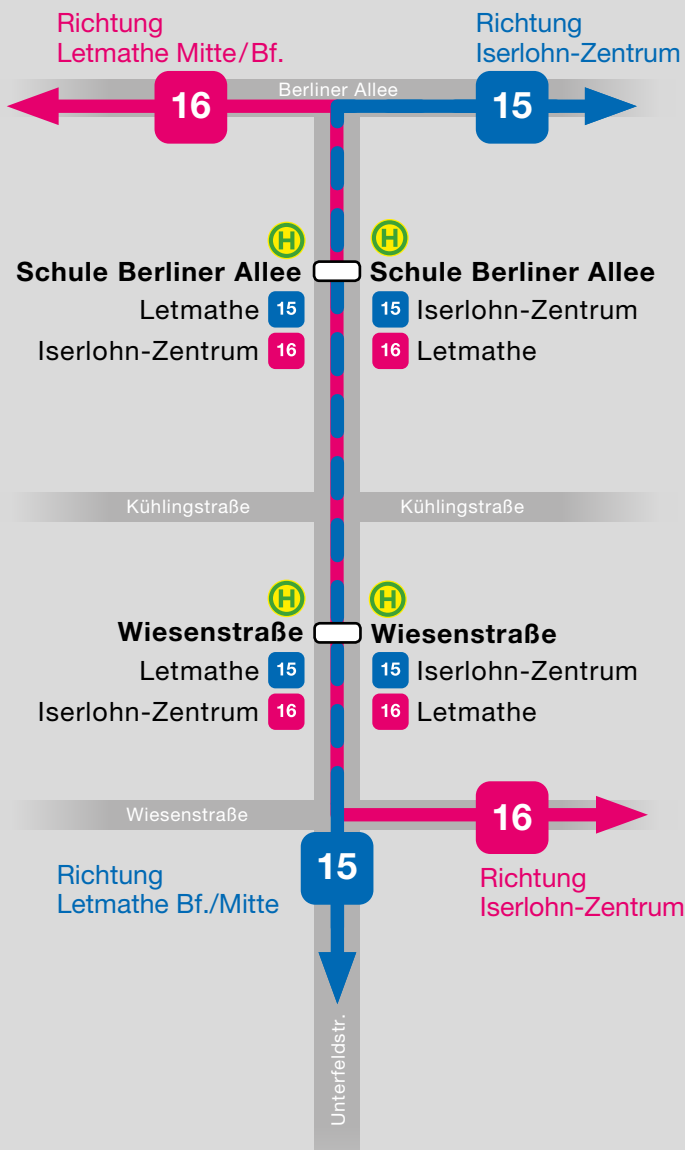 Richtung
Letmathe Mitte/Bf.
Richtung
Iserlohn-Zentrum
Berliner Allee
16
15
H
H
Schule Berliner Allee
Schule Berliner Allee
Letmathe 15
15 Iserlohn-Zentrum
Iserlohn-Zentrum 16
16 Letmathe
Kühlingstraße
Kühlingstraße
H
H
Wiesenstraße
Wiesenstraße
Letmathe 15
15 Iserlohn-Zentrum
Iserlohn-Zentrum 16
16 Letmathe
Wiesenstraße
16
15
Richtung
Letmathe Bf./Mitte
Richtung
Iserlohn-Zentrum
Unterfeldstr.